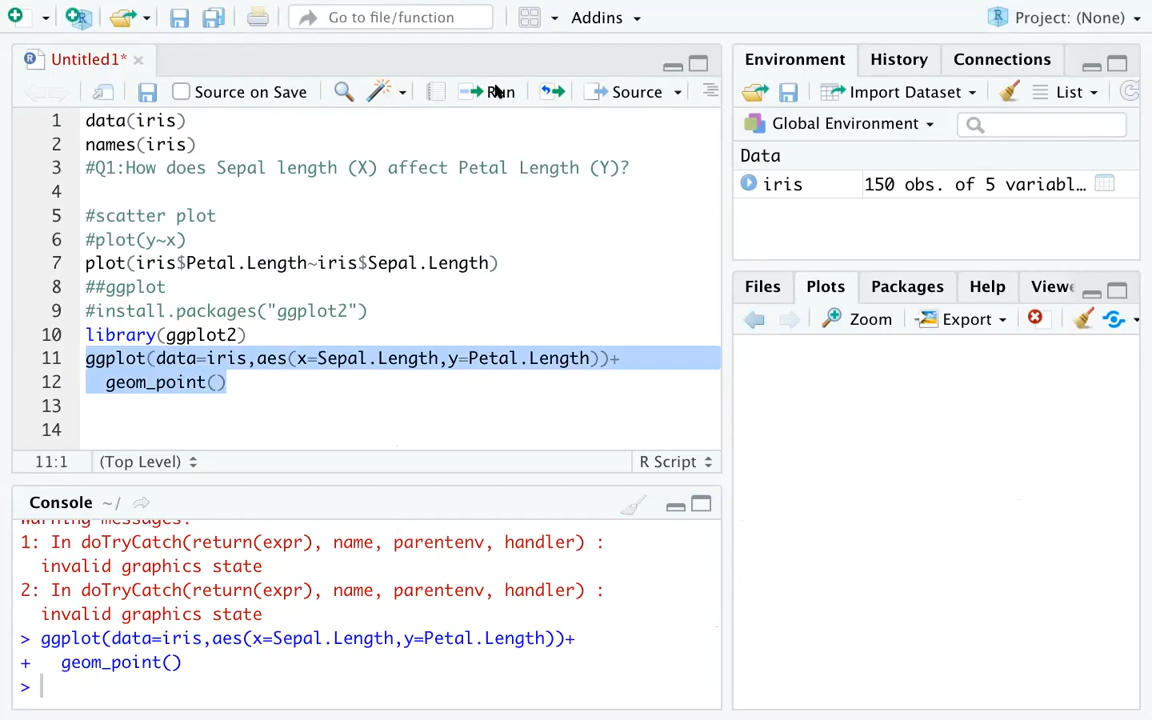 Go to file/function
Addins
Project: (None)
Untitled1*
Source on Save
Run
Source
1 data(iris)
2 names(iris)
3 #Q1:How does Sepal length (X) affect Petal Length (Y)?
4
5 #scatter plot
6 #plot(y~x)
7 plot(iris$Petal.Length~iris$Sepal.Length)
8 ##ggplot
9 #install.packages("ggplot2")
10 library(ggplot2)
11 ggplot(data=iris,aes(x=Sepal.Length,y=Petal.Length))+
12 geom_point()
13
14
11:1 (Top Level) R Script
Console ~/
Warning messages:
1: In doTryCatch(return(expr), name, parentenv, handler) :
invalid graphics state
2: In doTryCatch(return(expr), name, parentenv, handler) :
invalid graphics state
> ggplot(data=iris,aes(x=Sepal.Length,y=Petal.Length))+
+ geom_point()
>
Environment History Connections
Import Dataset List
Global Environment
Data
iris 150 obs. of 5 variabl…
Files Plots Packages Help Viewe
Zoom Export